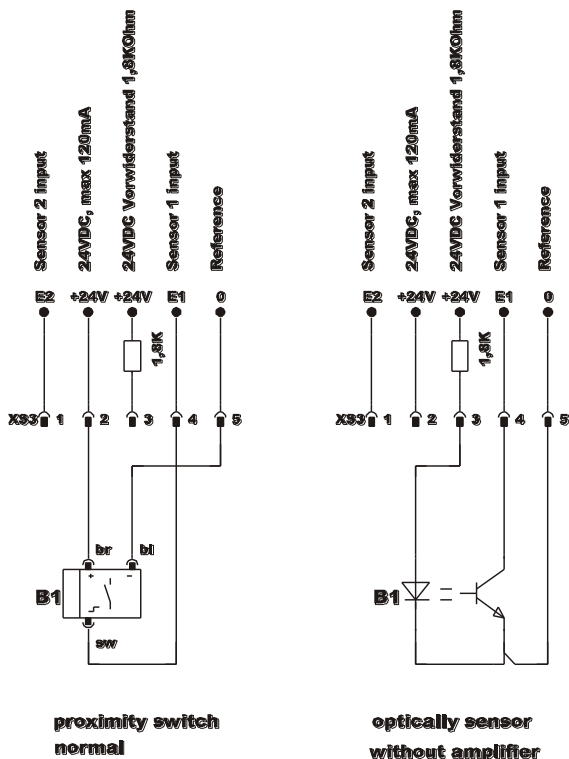 Sensor 2 input
24VDC, max 120mA
24VDC Vorwiderstand 1,8KOhm
Sensor 1 input
Reference
E2 +24V +24V E1 0
1,8K
XS3 1 2 3 4 5
br bl
+ -
B1
sw
proximity switch
normal
Sensor 2 input
24VDC, max 120mA
24VDC Vorwiderstand 1,8KOhm
Sensor 1 input
Reference
E2 +24V +24V E1 0
1,8K
XS3 1 2 3 4 5
B1
optically sensor
without amplifier